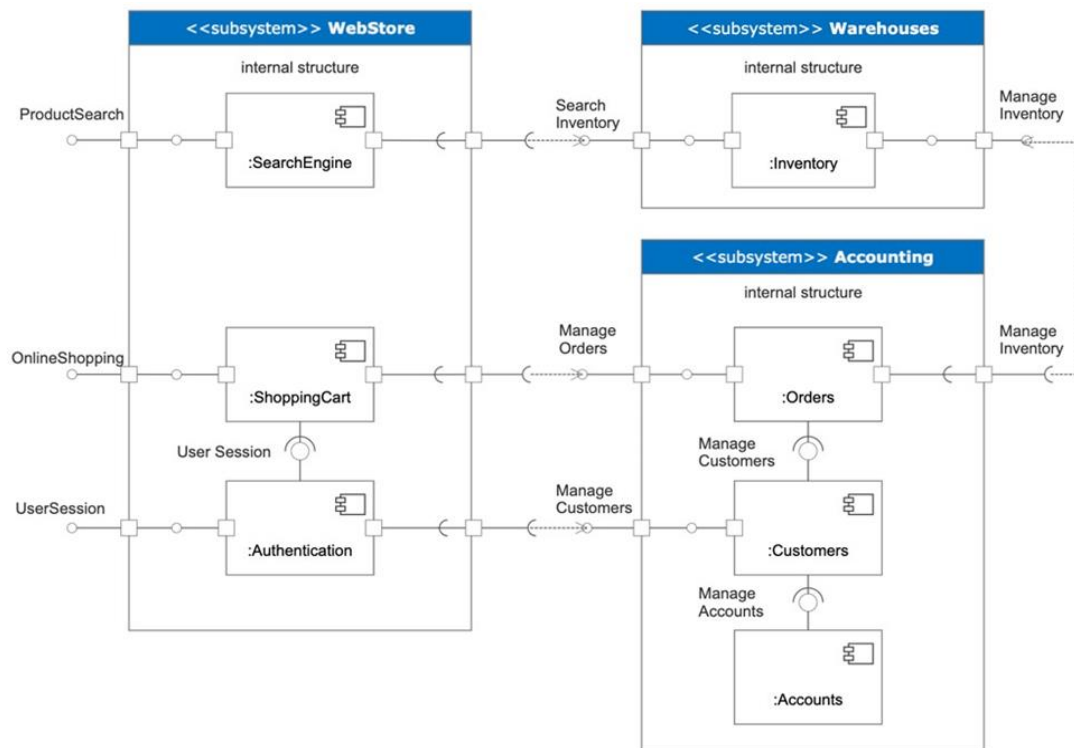 <<subsystem>> WebStore
<<subsystem>> Warehouses
internal structure
internal structure
ProductSearch
Search
Inventory
Manage
Inventory
:SearchEngine
:Inventory
<<subsystem>> Accounting
internal structure
OnlineShopping
Manage
Orders
Manage
Inventory
:ShoppingCart
:Orders
User Session
Manage
Customers
UserSession
Manage
Customers
:Authentication
:Customers
Manage
Accounts
:Accounts